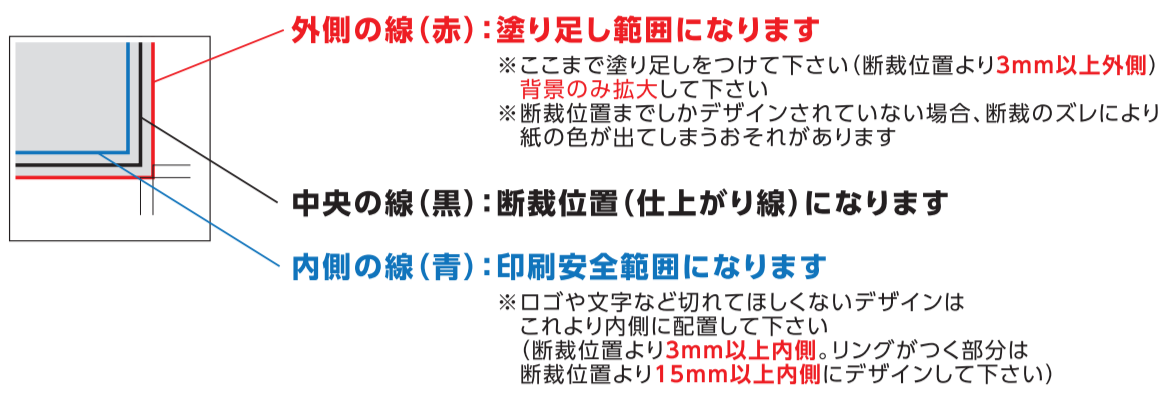 外側の線(赤):塗り足し範囲になります
※ここまで塗り足しをつけて下さい(断裁位置より3mm以上外側)
背景のみ拡大して下さい
※断裁位置までしかデザインされていない場合、断裁のズレにより
紙の色が出てしまうおそれがあります
中央の線(黒):断裁位置(仕上がり線)になります
内側の線(青):印刷安全範囲になります
※ロゴや文字など切れてほしくないデザインは
これより内側に配置して下さい
(断裁位置より3mm以上内側。リングがつく部分は
断裁位置より15mm以上内側にデザインして下さい)